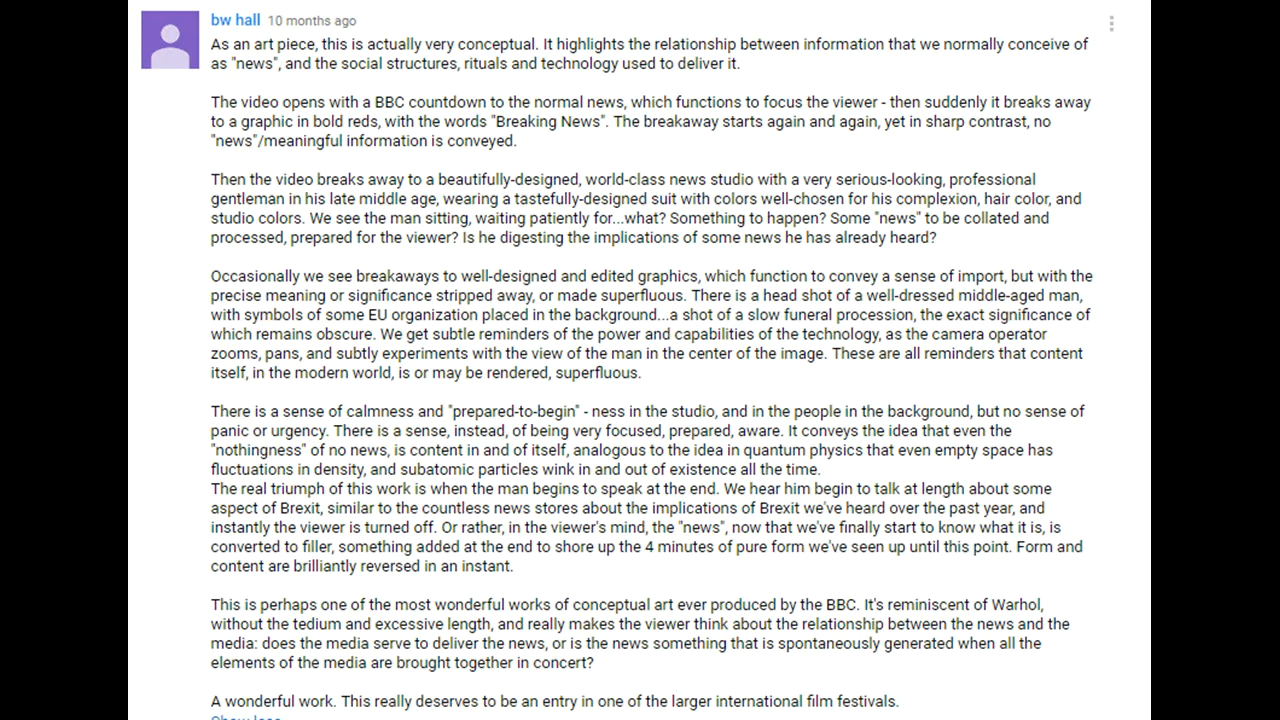 bw hall 10 months ago
As an art piece, this is actually very conceptual. It highlights the relationship between information that we normally conceive of
as "news", and the social structures, rituals and technology used to deliver it.
The video opens with a BBC countdown to the normal news, which functions to focus the viewer - then suddenly it breaks away
to a graphic in bold reds, with the words "Breaking News". The breakaway starts again and again, yet in sharp contrast, no
"news"/meaningful information is conveyed.
Then the video breaks away to a beautifully-designed, world-class news studio with a very serious-looking, professional
gentleman in his late middle age, wearing a tastefully-designed suit with colors well-chosen for his complexion, hair color, and
studio colors. We see the man sitting, waiting patiently for...what? Something to happen? Some "news" to be collated and
processed, prepared for the viewer? Is he digesting the implications of some news he has already heard?
Occasionally we see breakaways to well-designed and edited graphics, which function to convey a sense of import, but with the
precise meaning or significance stripped away, or made superfluous. There is a head shot of a well-dressed middle-aged man,
with symbols of some EU organization placed in the background...a shot of a slow funeral procession, the exact significance of
which remains obscure. We get subtle reminders of the power and capabilities of the technology, as the camera operator
zooms, pans, and subtly experiments with the view of the man in the center of the image. These are all reminders that content
itself, in the modern world, is or may be rendered, superfluous.
There is a sense of calmness and "prepared-to-begin" - ness in the studio, and in the people in the background, but no sense of
panic or urgency. There is a sense, instead, of being very focused, prepared, aware. It conveys the idea that even the
"nothingness" of no news, is content in and of itself, analogous to the idea in quantum physics that even empty space has
fluctuations in density, and subatomic particles wink in and out of existence all the time.
The real triumph of this work is when the man begins to speak at the end. We hear him begin to talk at length about some
aspect of Brexit, similar to the countless news stores about the implications of Brexit we've heard over the past year, and
instantly the viewer is turned off. Or rather, in the viewer's mind, the "news", now that we've finally start to know what it is, is
converted to filler, something added at the end to shore up the 4 minutes of pure form we've seen up until this point. Form and
content are brilliantly reversed in an instant.
This is perhaps one of the most wonderful works of conceptual art ever produced by the BBC. It's reminiscent of Warhol,
without the tedium and excessive length, and really makes the viewer think about the relationship between the news and the
media: does the media serve to deliver the news, or is the news something that is spontaneously generated when all the
elements of the media are brought together in concert?
A wonderful work. This really deserves to be an entry in one of the larger international film festivals.
Show less